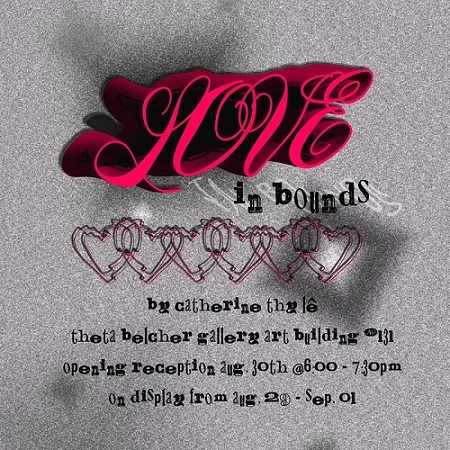 LOVE
in bounds
by catherine thy lê
theta belcher gallery art building @131
opening reception aug. 30th @6:00 - 7:30pm
on display from aug. 29 - sep. 01